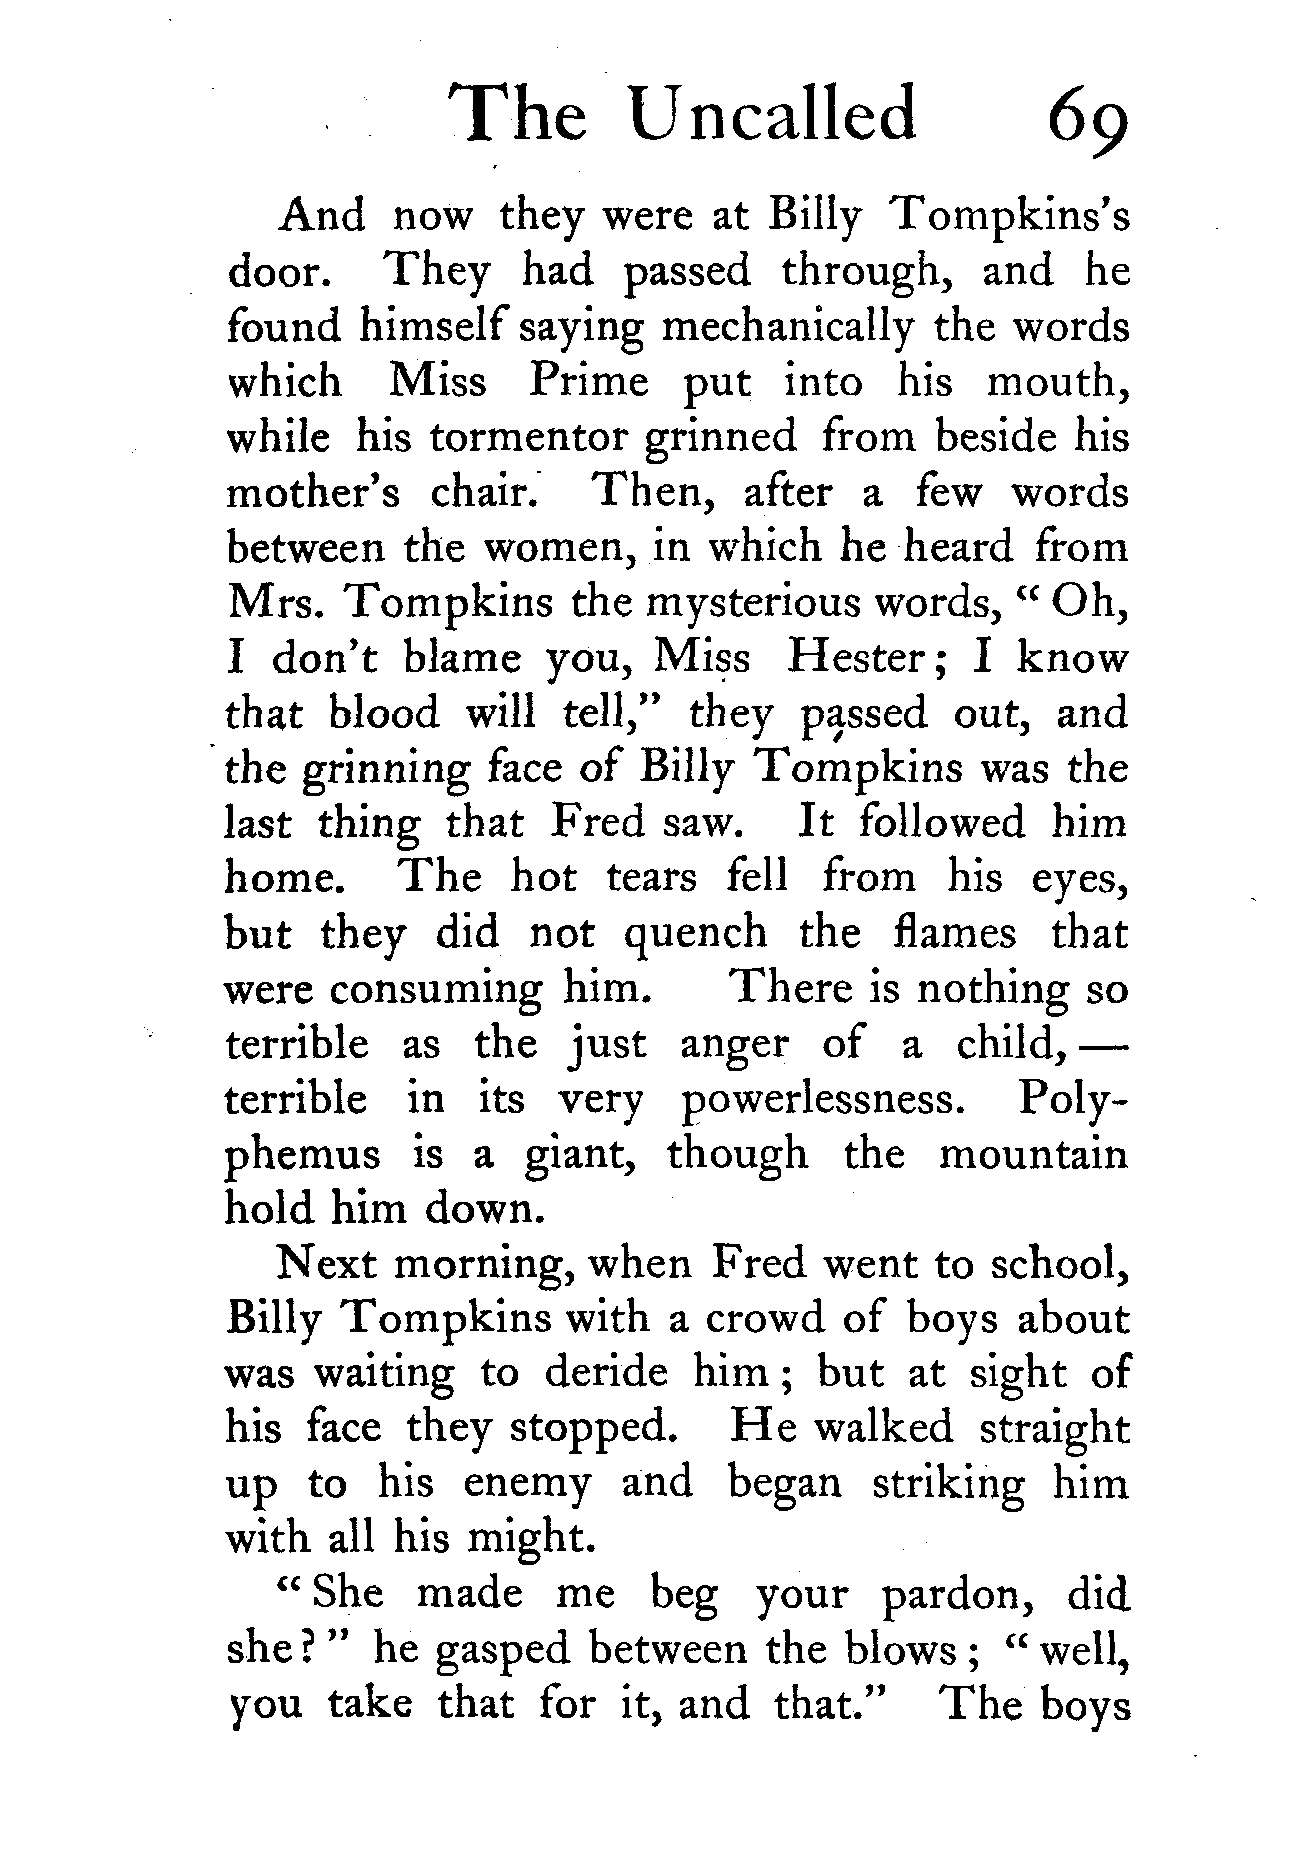 The Uncalled 69
And now they were at Billy Tompkins's
door. They had passed through, and he
found himself saying mechanically the words
which Miss Prime put into his mouth,
while his tormentor grinned from beside his
mother's chair. Then, after a few words
between the women, in which he heard from
Mrs. Tompkins the mysterious words, “ Oh,
I don't blame you, Miss Hester ; I know
that blood will tell,” they passed out, and
the grinning face of Billy Tompkins was the
last thing that Fred saw. It followed him
home. The hot tears fell from his eyes,
but they did not quench the flames that
were consuming him. There is nothing so
terrible as the just anger of a child, —
terrible in its very powerlessness. Poly-
phemus is a giant, though the mountain
hold him down.
Next morning, when Fred went to school,
Billy Tompkins with a crowd of boys about
was waiting to deride him ; but at sight of
his face they stopped. He walked straight
up to his enemy and began striking him
with all his might.
“ She made me beg your pardon, did
she ? ” he gasped between the blows ; “ well,
you take that for it, and that.” The boys